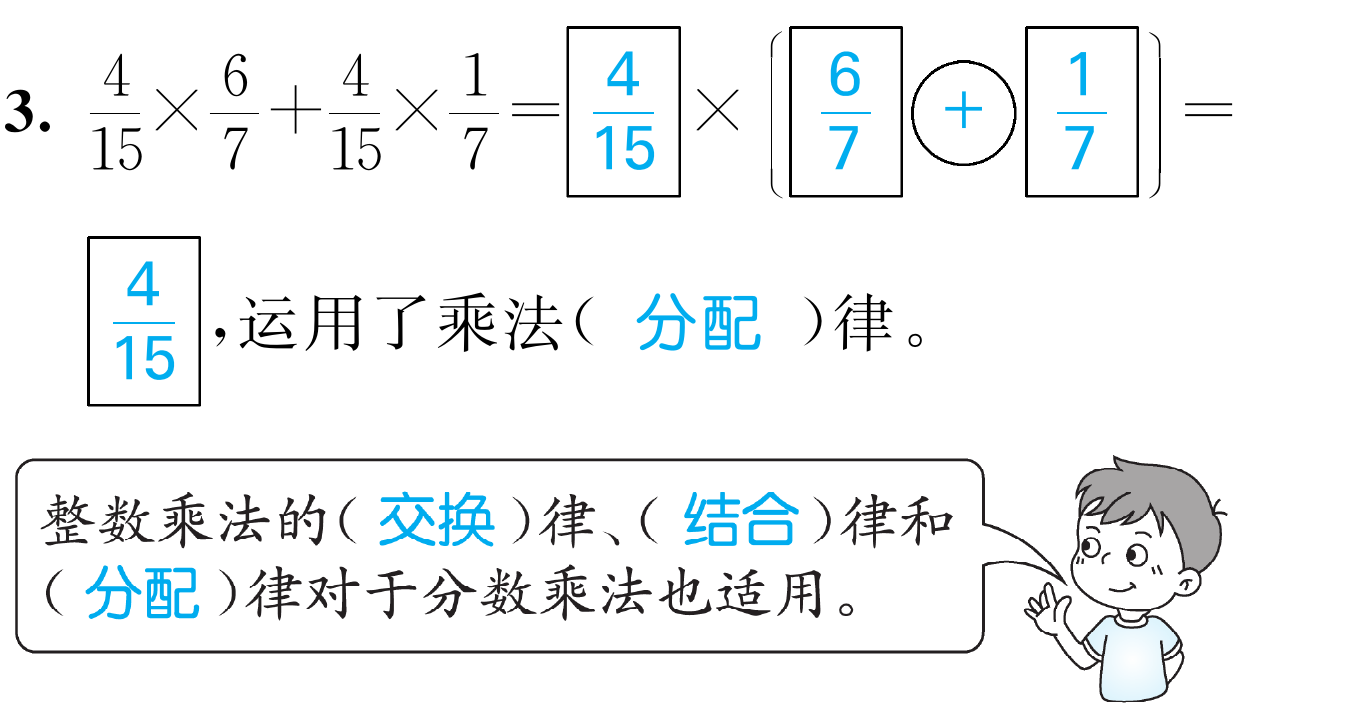 3. 4/15×6/7+4/15×1/7=4/15×(6/7+1/7)=
4/15,运用了乘法( 分配 )律。
整数乘法的( 交换 )律、( 结合 )律和
( 分配 )律对于分数乘法也适用。